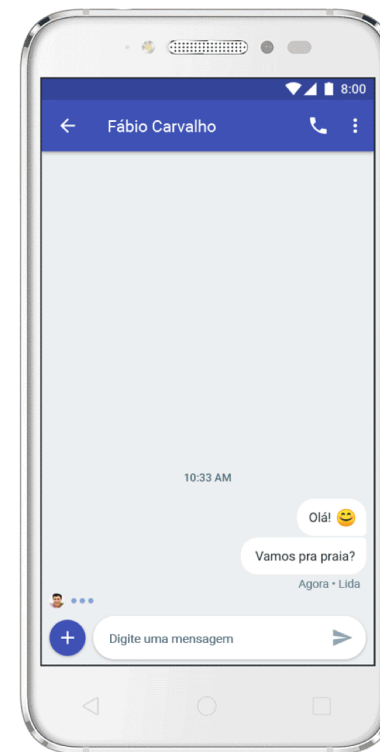 8:00
Fábio Carvalho
10:33 AM
Olá! 😊
Vamos pra praia?
Agora • Lida
Digite uma mensagem